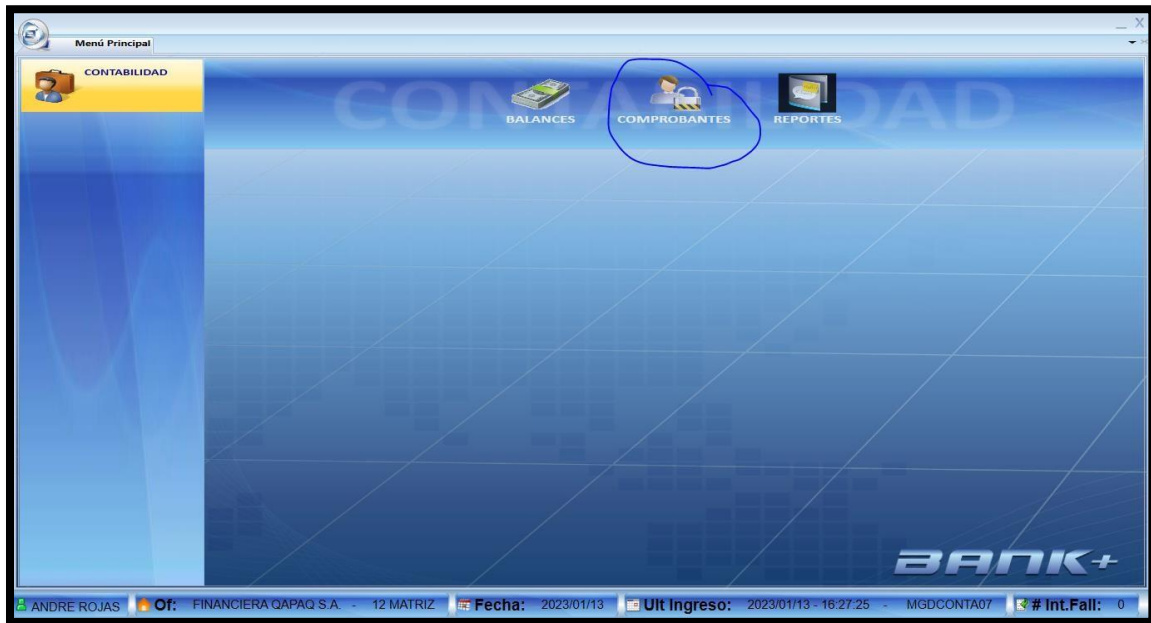 _ X
Menú Principal
CONTABILIDAD
CONTABILIDAD
BALANCES COMPROBANTES REPORTES
BANK+
ANDRE ROJAS Of: FINANCIERA QAPAQ S.A. - 12 MATRIZ Fecha: 2023/01/13 Ult Ingreso: 2023/01/13 - 16:27:25 - MGDCONTA07 # Int.Fall: 0